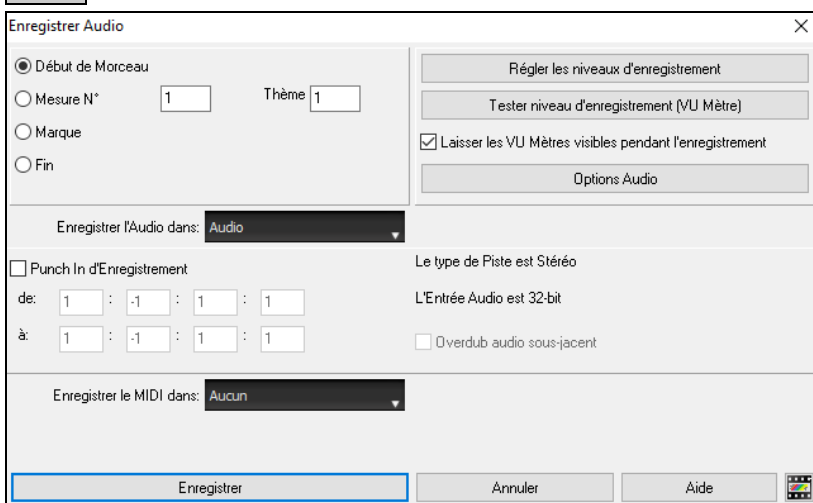 Enregistrer Audio
Début de Morceau
Mesure N° 1 Thème 1
Marque
Fin
Régler les niveaux d'enregistrement
Tester niveau d'enregistrement (VU Mètre)
Laisser les VU Mètres visibles pendant l'enregistrement
Options Audio
Enregistrer l'Audio dans: Audio
Punch In d'Enregistrement
de: 1 : -1 : 1 : 1
à: 1 : -1 : 1 : 1
Le type de Piste est Stéréo
L'Entrée Audio est 32-bit
Overdub audio sous-jacent
Enregistrer le MIDI dans: Aucun
Enregistrer Annuler Aide